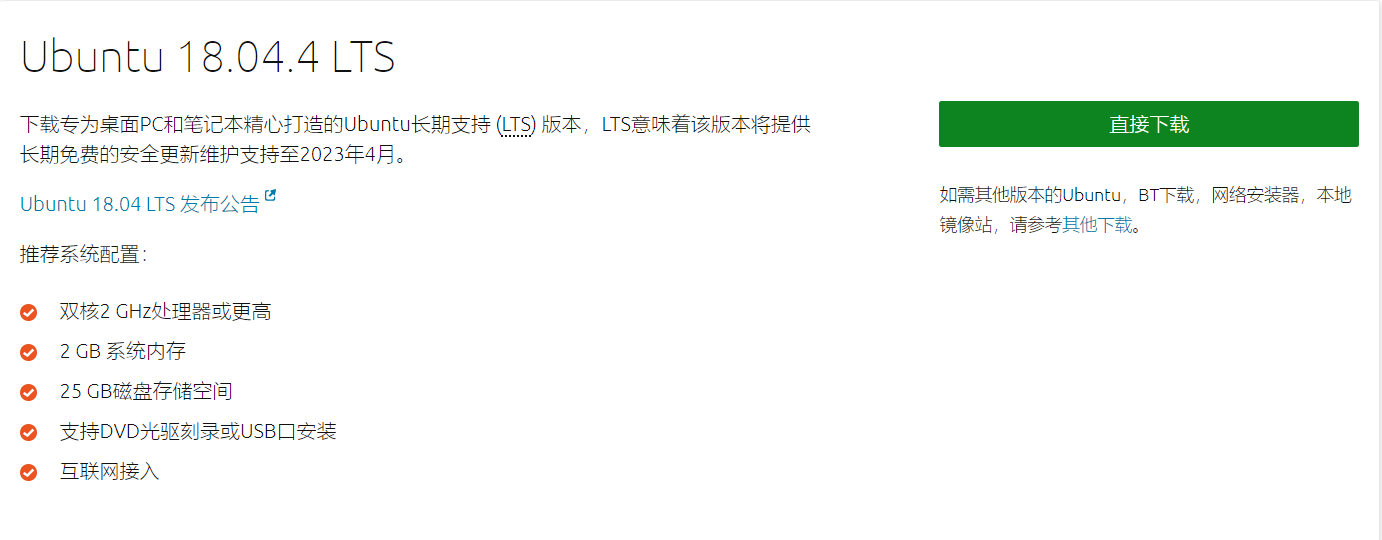 Ubuntu 18.04.4 LTS
下载专为桌面PC和笔记本精心打造的Ubuntu长期支持 (LTS) 版本，LTS意味着该版本将提供
长期免费的安全更新维护支持至2023年4月。
Ubuntu 18.04 LTS 发布公告
推荐系统配置：
双核2 GHz处理器或更高
2 GB 系统内存
25 GB磁盘存储空间
支持DVD光驱刻录或USB口安装
互联网接入
直接下载
如需其他版本的Ubuntu，BT下载，网络安装器，本地
镜像站，请参考其他下载。